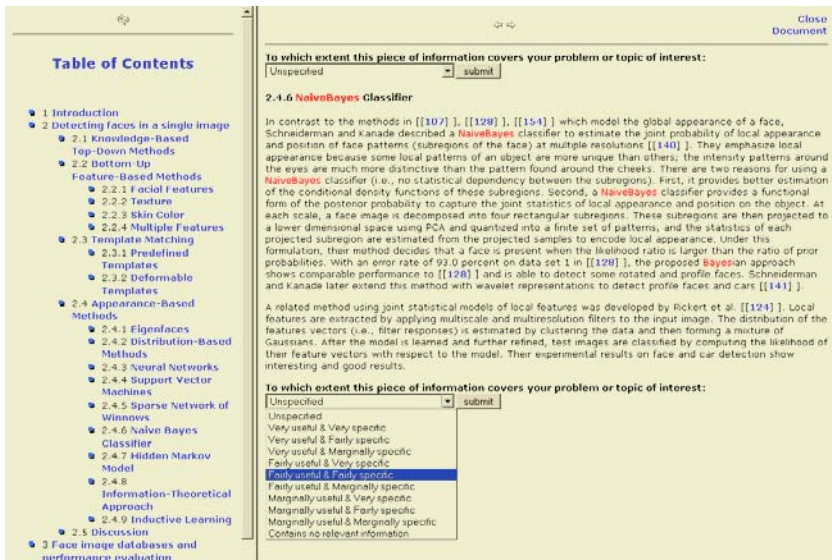 Table of Contents
1 Introduction
2 Detecting faces in a single image
2.1 Knowledge-Based
Top-Down Methods
2.2 Bottom-Up
Feature-Based Methods
2.2.1 Facial Features
2.2.2 Texture
2.2.3 Skin Color
2.2.4 Multiple Features
2.3 Template Matching
2.3.1 Predefined
Templates
2.3.2 Deformable
Templates
2.4 Appearance-Based
Methods
2.4.1 Eigenfaces
2.4.2 Distribution-Based
Methods
2.4.3 Neural Networks
2.4.4 Support Vector
Machines
2.4.5 Sparse Network of
Winnows
2.4.6 Naive Bayes
Classifier
2.4.7 Hidden Markov
Model
2.4.8
Information-Theoretical
Approach
2.4.9 Inductive Learning
2.5 Discussion
3 Face image databases and
performance evaluation
Close
Document
To which extent this piece of information covers your problem or topic of interest:
Unspecified submit
2.4.6 NaiveBayes Classifier
In contrast to the methods in [[107] ], [[128] ], [[154] ] which model the global appearance of a face,
Schneiderman and Kanade described a NaiveBayes classifier to estimate the joint probability of local appearance
and position of face patterns (subregions of the face) at multiple resolutions [[140] ]. They emphasize local
appearance because some local patterns of an object are more unique than others; the intensity patterns around
the eyes are much more distinctive than the pattern found around the cheeks. There are two reasons for using a
NaiveBayes classifier (i.e., no statistical dependency between the subregions). First, it provides better estimation
of the conditional density functions of these subregions. Second, a NaiveBayes classifier provides a functional
form of the posterior probability to capture the joint statistics of local appearance and position on the object. At
each scale, a face image is decomposed into four rectangular subregions. These subregions are then projected to
a lower dimensional space using PCA and quantized into a finite set of patterns, and the statistics of each
projected subregion are estimated from the projected samples to encode local appearance. Under this
formulation, their method decides that a face is present when the likelihood ratio is larger than the ratio of prior
probabilities. With an error rate of 93.0 percent on data set 1 in [[128] ], the proposed Bayesian approach
shows comparable performance to [[128] ] and is able to detect some rotated and profile faces. Schneiderman
and Kanade later extend this method with wavelet representations to detect profile faces and cars [[141] ].
A related method using joint statistical models of local features was developed by Rickert et al. [[124] ]. Local
features are extracted by applying multiscale and multiresolution filters to the input image. The distribution of the
features vectors (i.e., filter responses) is estimated by clustering the data and then forming a mixture of
Gaussians. After the model is learned and further refined, test images are classified by computing the likelihood of
their feature vectors with respect to the model. Their experimental results on face and car detection show
interesting and good results.
To which extent this piece of information covers your problem or topic of interest:
Unspecified submit
Unspecified
Very useful & Very specific
Very useful & Fairly specific
Very useful & Marginally specific
Fairly useful & Very specific
Fairly useful & Fairly specific
Fairly useful & Marginally specific
Marginally useful & Very specific
Marginally useful & Fairly specific
Marginally useful & Marginally specific
Contains no relevant information